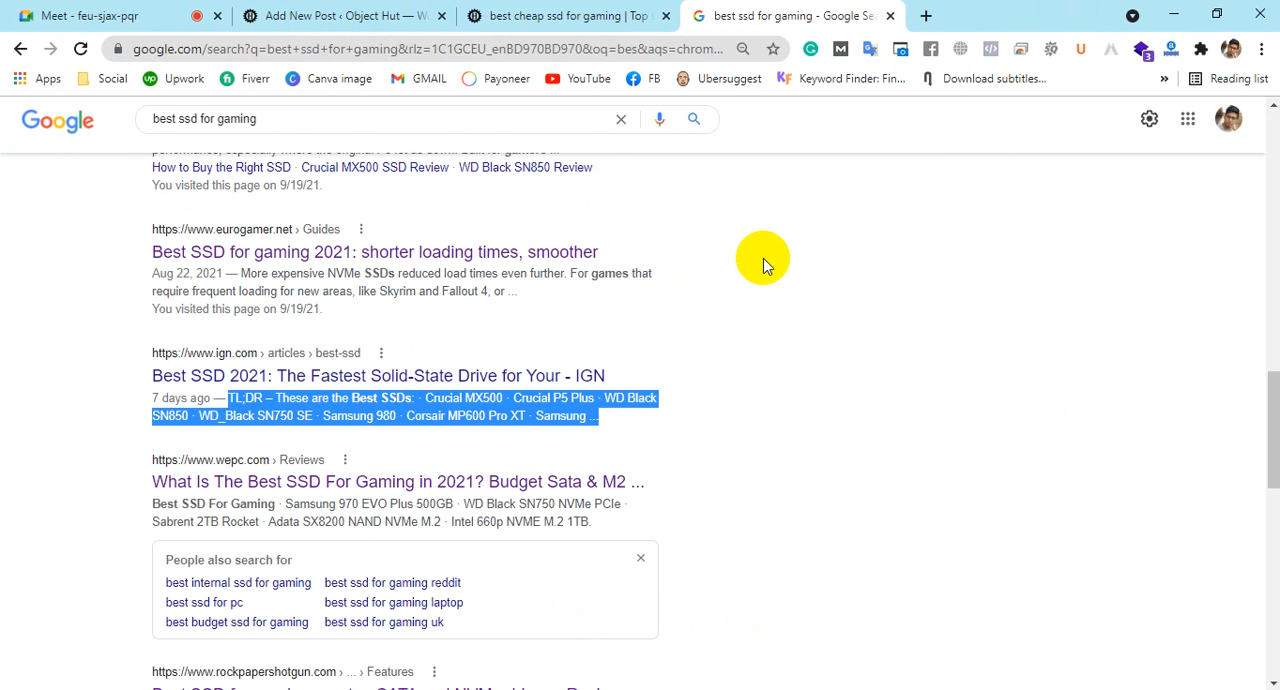 Meet - feu-sjax-pqr
Add New Post ‹ Object Hut — W
best cheap ssd for gaming | Top
best ssd for gaming - Google Sea
google.com/search?q=best+ssd+for+gaming&rlz=1C1GCEU_enBD970BD970&oq=bes&aqs=chrom...
3
Apps
Social
Upwork
Fiverr
Canva image
GMAIL
Payoneer
YouTube
FB
Ubersuggest
Keyword Finder: Fin...
Download subtitles...
»
Reading list
Google
best ssd for gaming
How to Buy the Right SSD · Crucial MX500 SSD Review · WD Black SN850 Review
You visited this page on 9/19/21.
https://www.eurogamer.net › Guides
Best SSD for gaming 2021: shorter loading times, smoother
Aug 22, 2021 — More expensive NVMe SSDs reduced load times even further. For games that
require frequent loading for new areas, like Skyrim and Fallout 4, or ...
You visited this page on 9/19/21.
https://www.ign.com › articles › best-ssd
Best SSD 2021: The Fastest Solid-State Drive for Your - IGN
7 days ago — TL;DR – These are the Best SSDs: · Crucial MX500 · Crucial P5 Plus · WD Black
SN850 · WD_Black SN750 SE · Samsung 980 · Corsair MP600 Pro XT · Samsung ...
https://www.wepc.com › Reviews
What Is The Best SSD For Gaming in 2021? Budget Sata & M2 ...
Best SSD For Gaming · Samsung 970 EVO Plus 500GB · WD Black SN750 NVMe PCIe ·
Sabrent 2TB Rocket · Adata SX8200 NAND NVMe M.2 · Intel 660p NVME M.2 1TB.
People also search for
best internal ssd for gaming best ssd for gaming reddit
best ssd for pc best ssd for gaming laptop
best budget ssd for gaming best ssd for gaming uk
https://www.rockpapershotgun.com › ... › Features